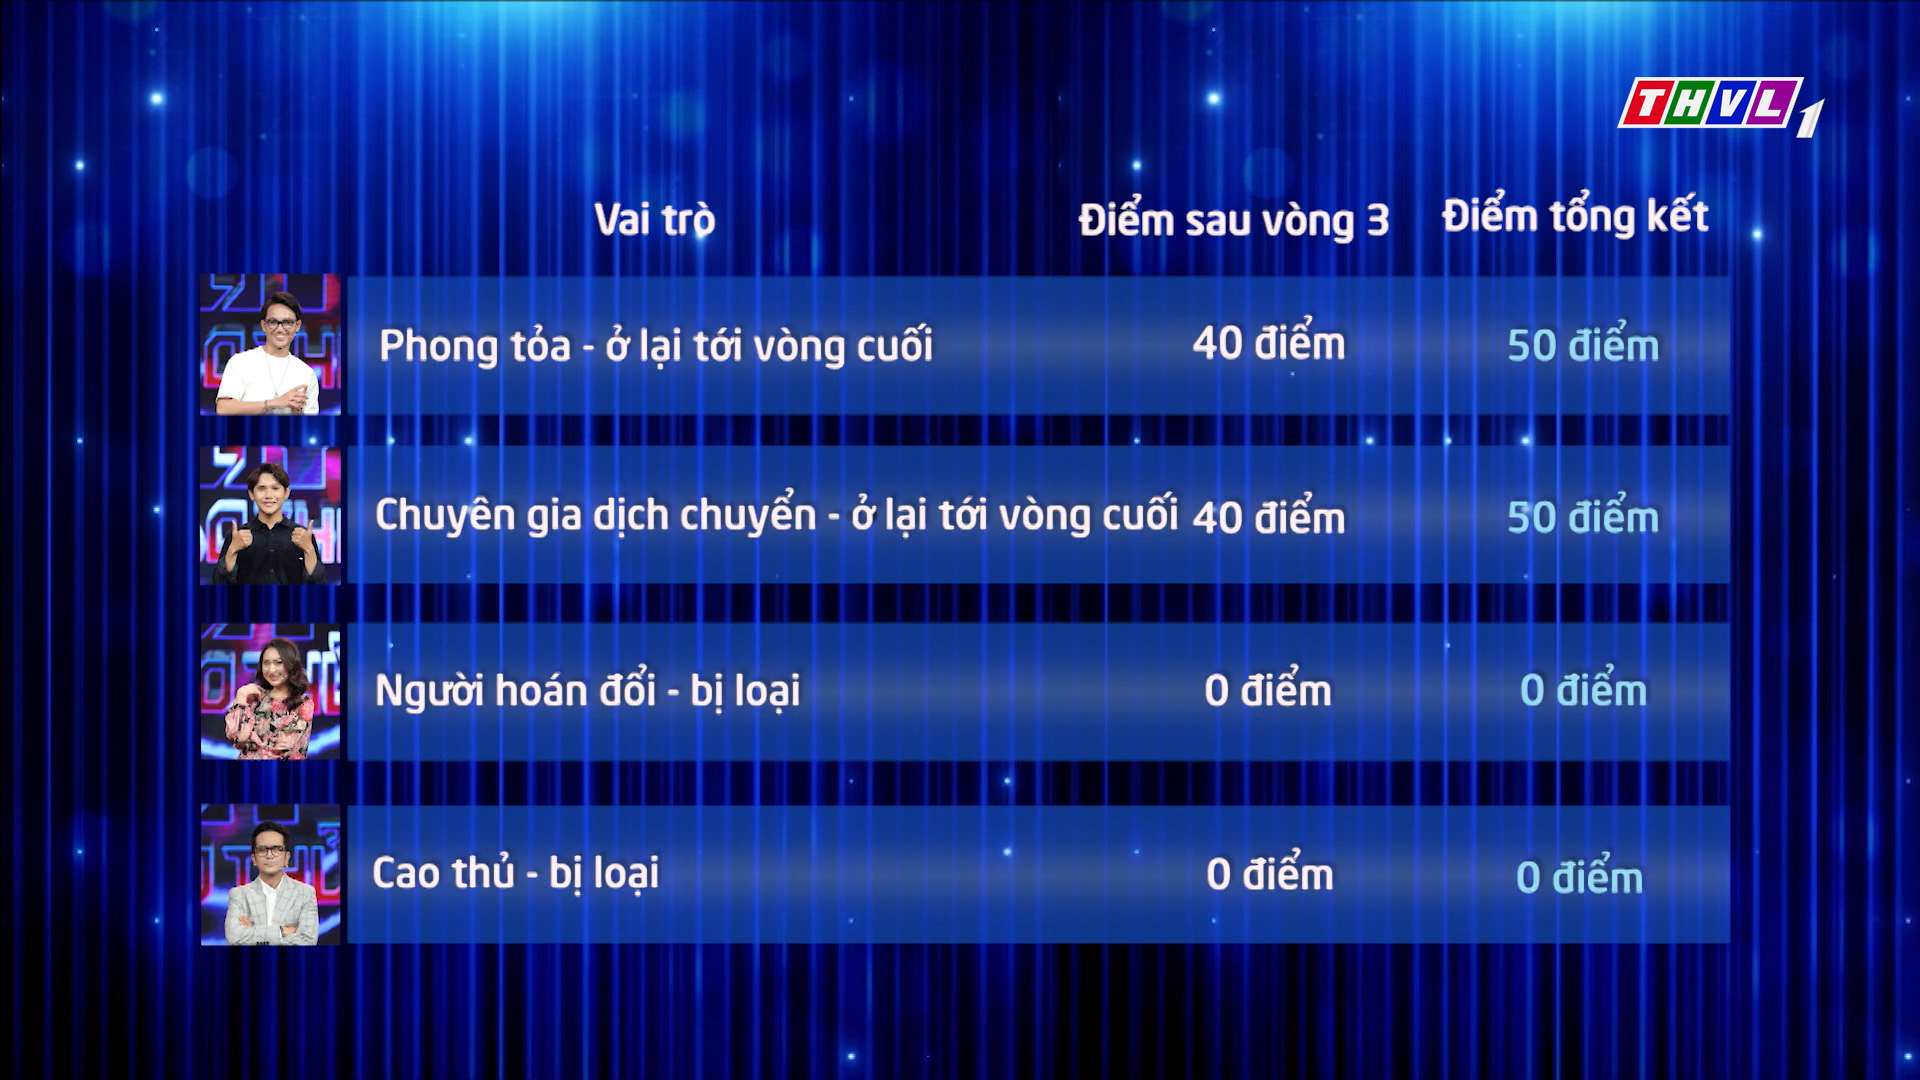 THVL1
Vai trò Điểm sau vòng 3 Điểm tổng kết
Phong tỏa - ở lại tới vòng cuối 40 điểm 50 điểm
Chuyên gia dịch chuyển - ở lại tới vòng cuối 40 điểm 50 điểm
Người hoán đổi - bị loại 0 điểm 0 điểm
Cao thủ - bị loại 0 điểm 0 điểm